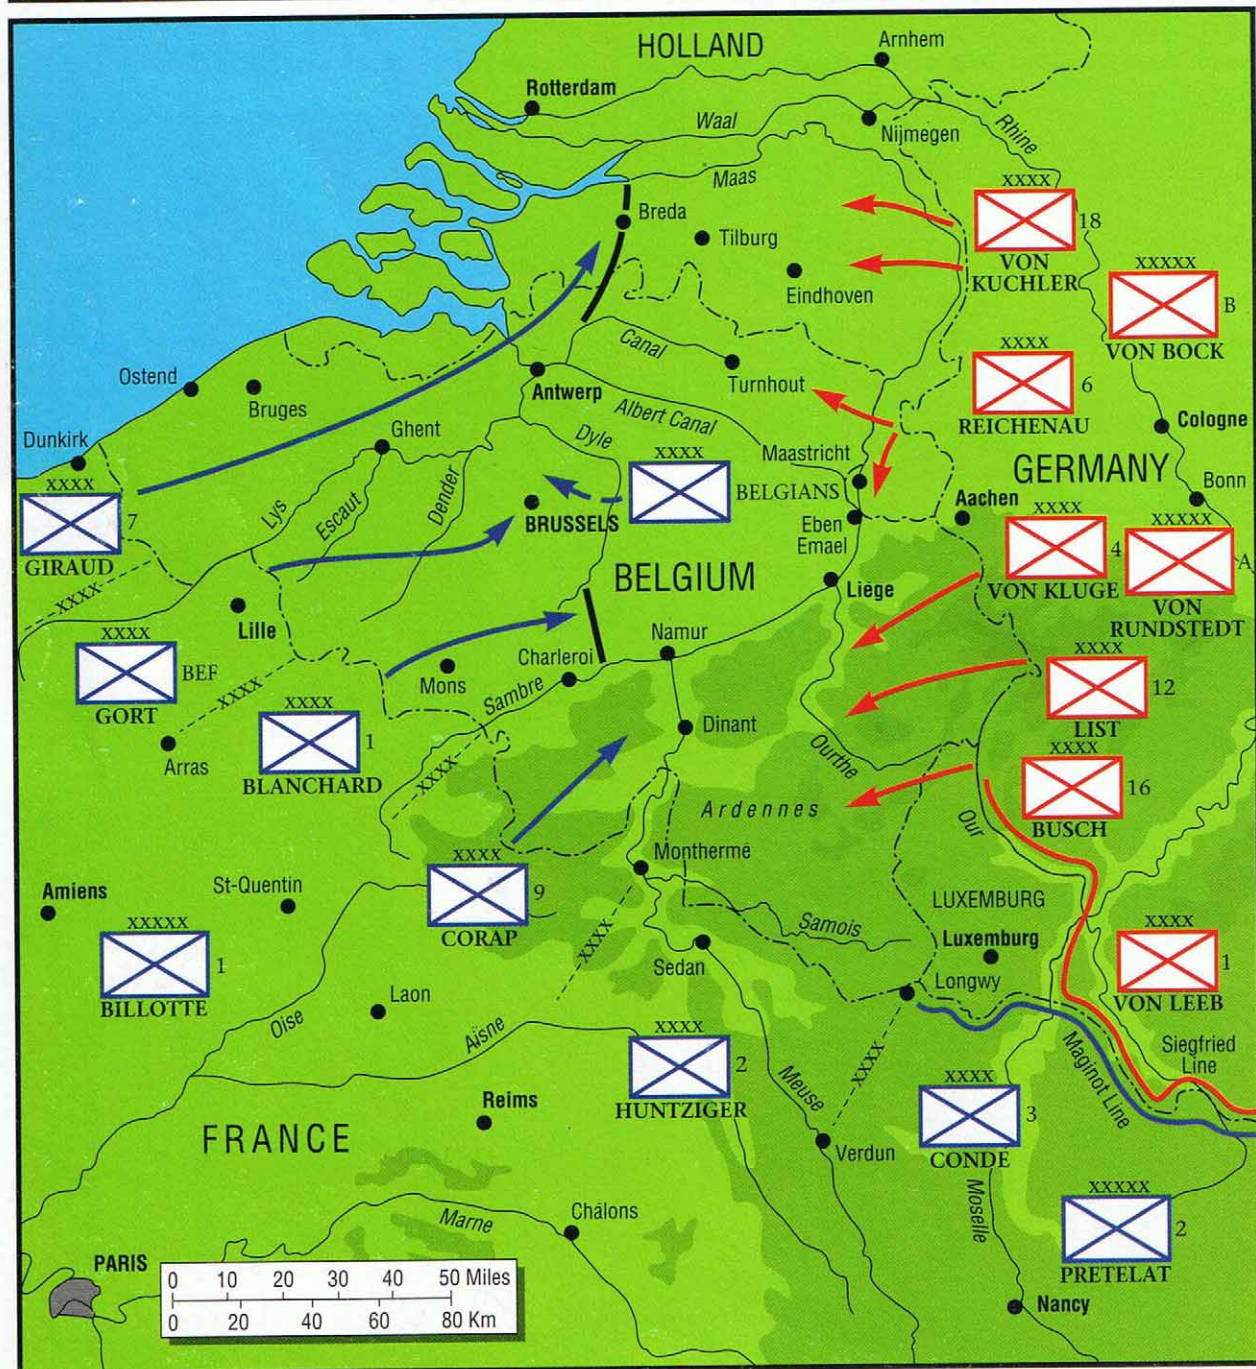 HOLLAND
Arnhem
Rotterdam
Waal
Nijmegen
Rhine
Maas
XXXX
18
VON
KUCHLER
Breda
Tilburg
Eindhoven
XXXXX
B
VON BOCK
Ostend
Bruges
Antwerp
Canal
Turnhout
XXXX
6
REICHENAU
Albert Canal
Cologne
Dunkirk
Ghent
Dyle
Maastricht
GERMANY
XXXX
7
GIRAUD
Lys
Escaut
Dender
BRUSSELS
XXXX
BELGIANS
Eben
Emael
Aachen
Bonn
XXXX
4
VON KLUGE
XXXXX
A
VON
RUNDSTEDT
XXXX
Lille
BELGIUM
Liége
XXXX
BEF
GORT
XXXX
Mons
Charleroi
Namur
Sambre
XXXX
12
LIST
Arras
XXXX
1
BLANCHARD
XXXX
Dinant
Ourthe
XXXX
16
BUSCH
Ardennes
Our
Amiens
St-Quentin
XXXX
9
CORAP
Monthermé
XXXX
Samois
LUXEMBURG
Luxemburg
XXXXX
1
BILLOTTE
Laon
Oise
Aïsne
Sedan
Longwy
XXXX
1
VON LEEB
XXXX
2
HUNTZIGER
Meuse
XXXX
Maginot Line
Siegfried
Line
Reims
FRANCE
Verdun
XXXX
3
CONDÉ
Châlons
Marne
Moselle
XXXXX
2
PRETELAT
PARIS
0 10 20 30 40 50 Miles
0 20 40 60 80 Km
Nancy